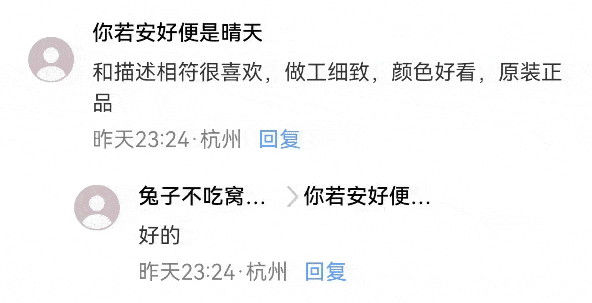 你若安好便是晴天
和描述相符很喜欢，做工细致，颜色好看，原装正
品
昨天23:24·杭州 回复
兔子不吃窝... 你若安好便...
好的
昨天23:24·杭州 回复